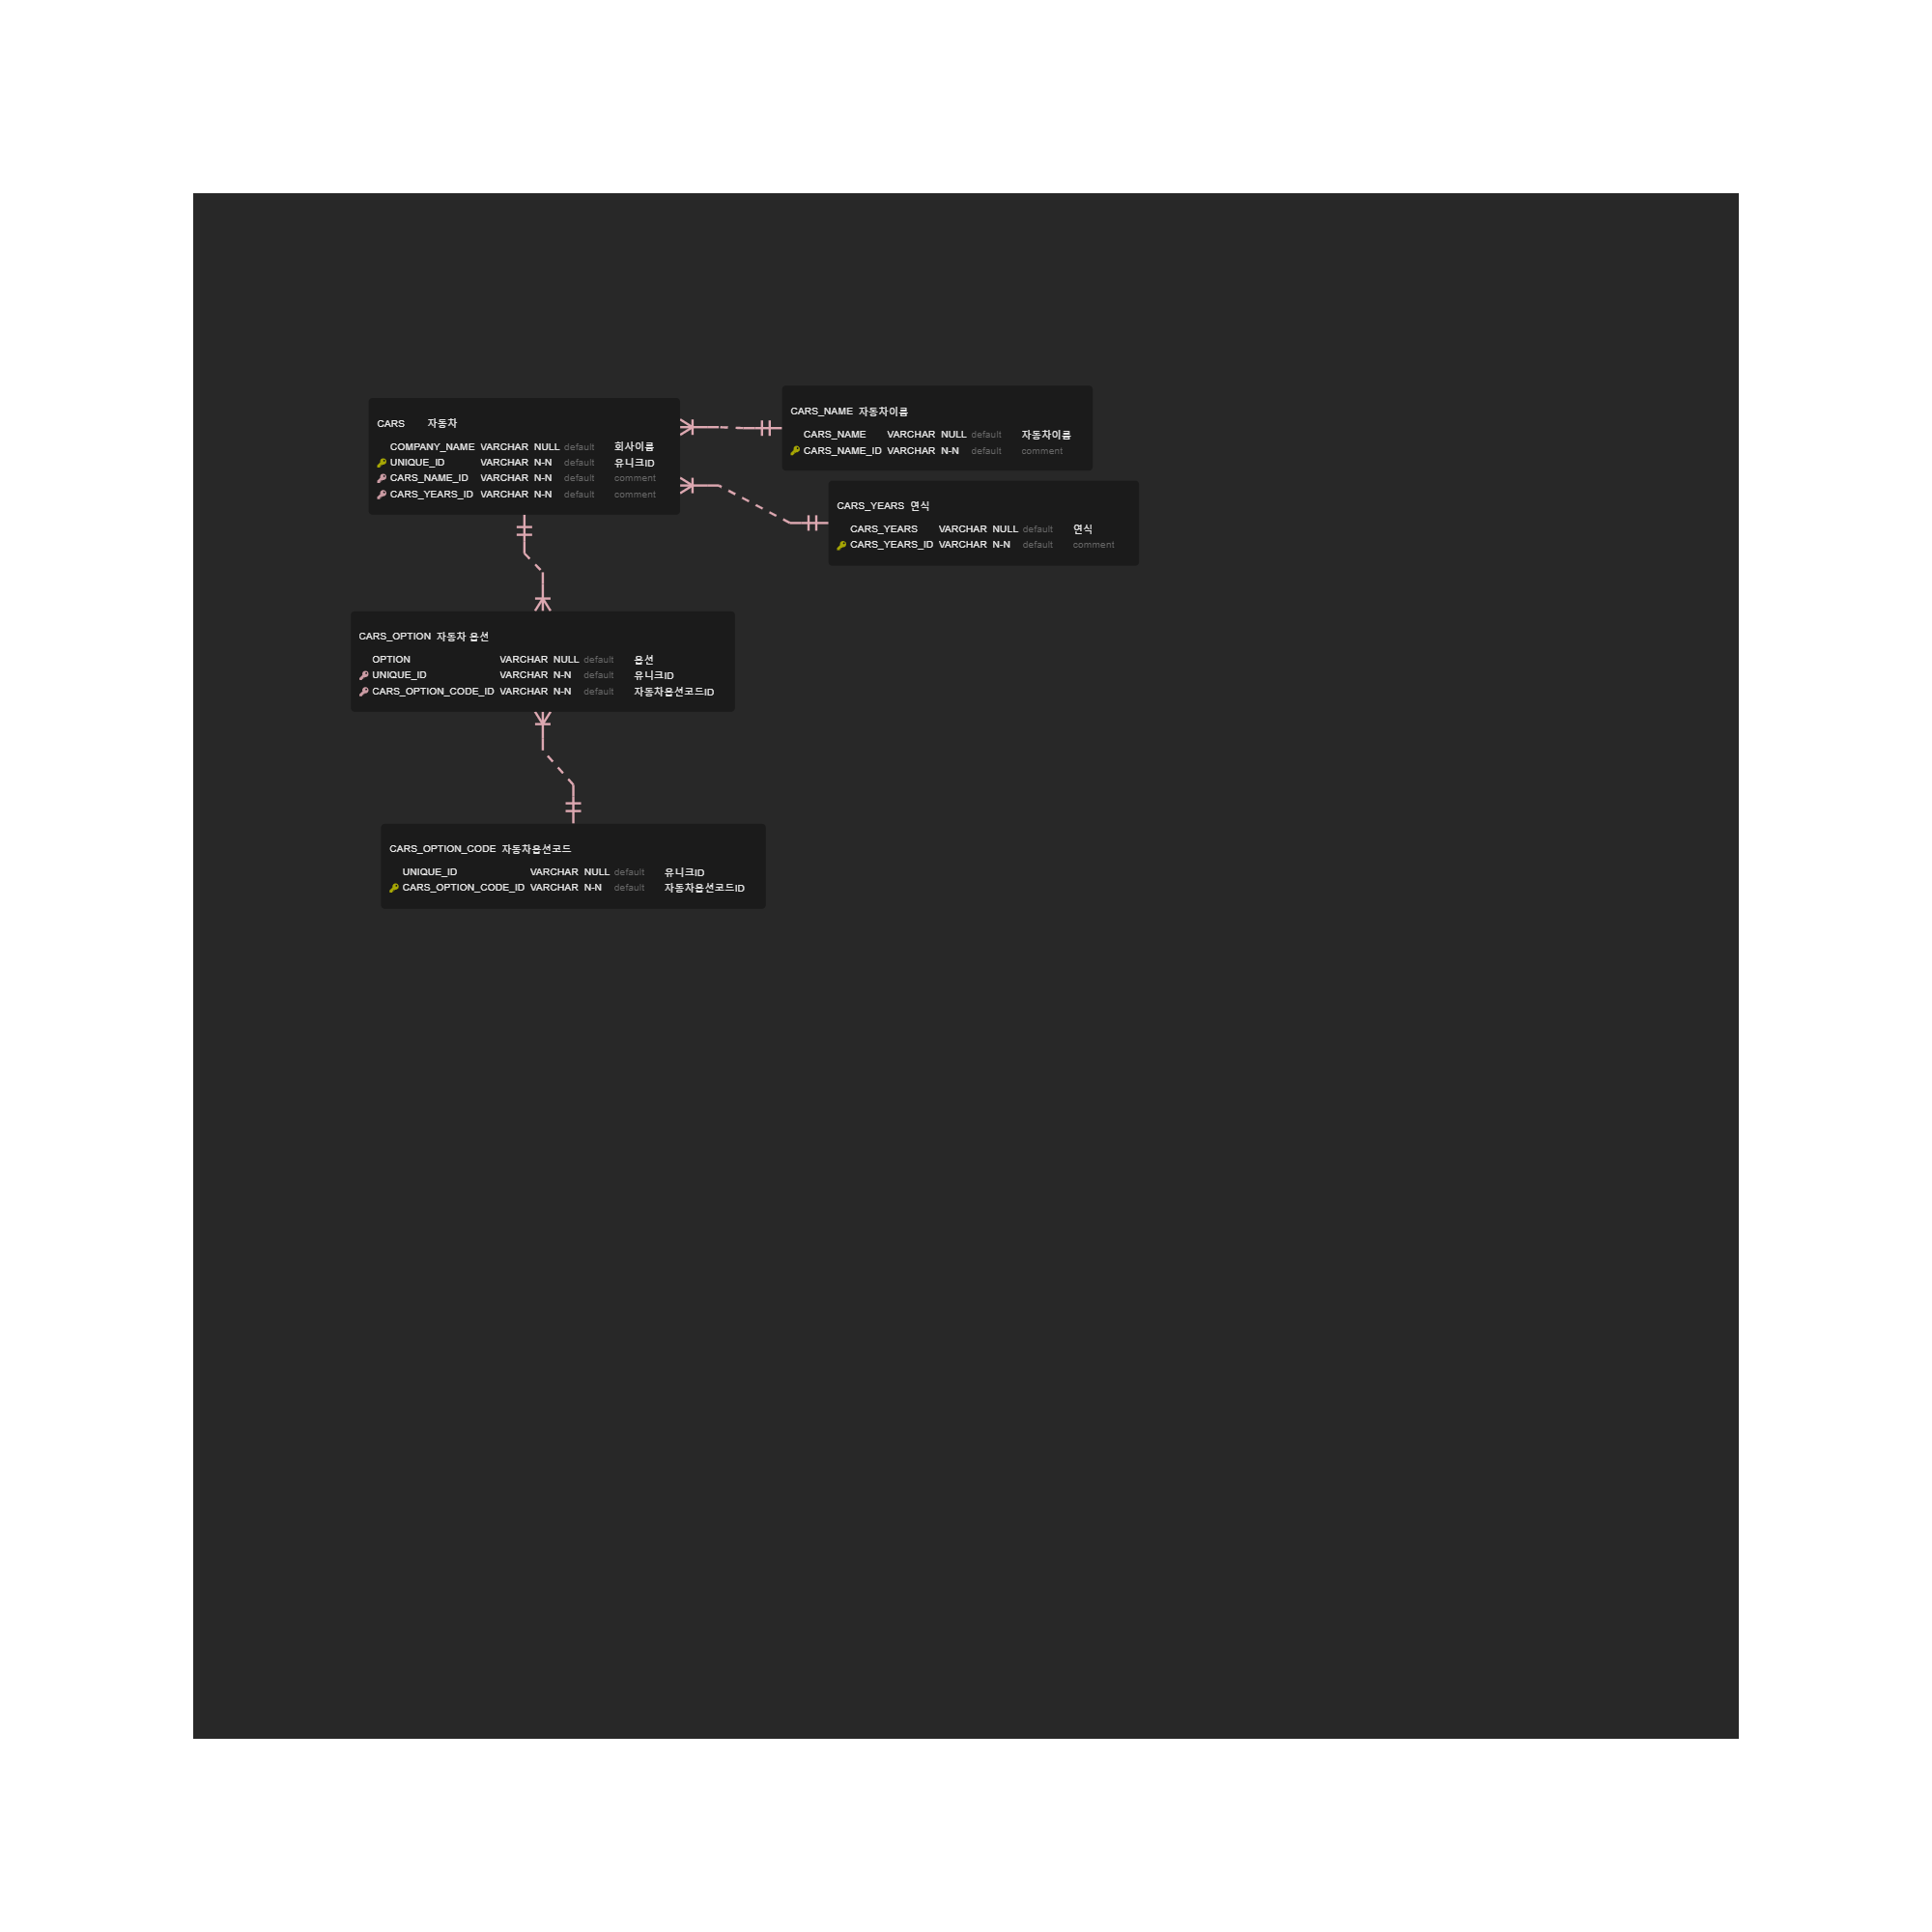 CARS 자동차
COMPANY_NAME VARCHAR NULL default 회사이름
UNIQUE_ID VARCHAR N-N default 유니크ID
CARS_NAME_ID VARCHAR N-N default comment
CARS_YEARS_ID VARCHAR N-N default comment
CARS_NAME 자동차이름
CARS_NAME VARCHAR NULL default 자동차이름
CARS_NAME_ID VARCHAR N-N default comment
CARS_YEARS 연식
CARS_YEARS VARCHAR NULL default 연식
CARS_YEARS_ID VARCHAR N-N default comment
CARS_OPTION 자동차 옵션
OPTION VARCHAR NULL default 옵션
UNIQUE_ID VARCHAR N-N default 유니크ID
CARS_OPTION_CODE_ID VARCHAR N-N default 자동차옵션코드ID
CARS_OPTION_CODE 자동차옵션코드
UNIQUE_ID VARCHAR NULL default 유니크ID
CARS_OPTION_CODE_ID VARCHAR N-N default 자동차옵션코드ID